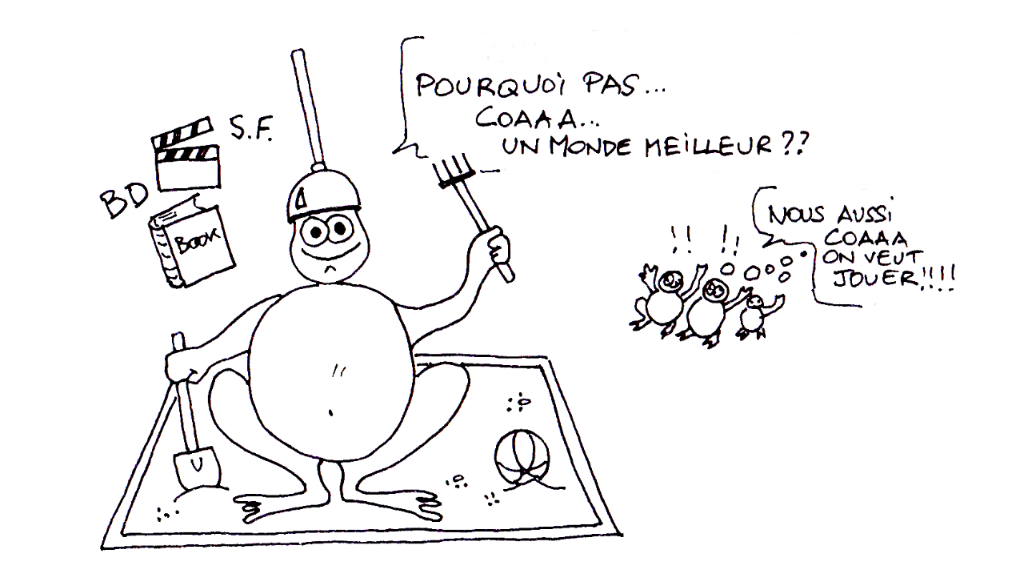 S.F.
BD
BOOK
POURQUOI PAS...
COAAA...
UN MONDE MEILLEUR ??
!! !!
NOUS AUSSI
COAAA
ON VEUT
JOUER!!!!